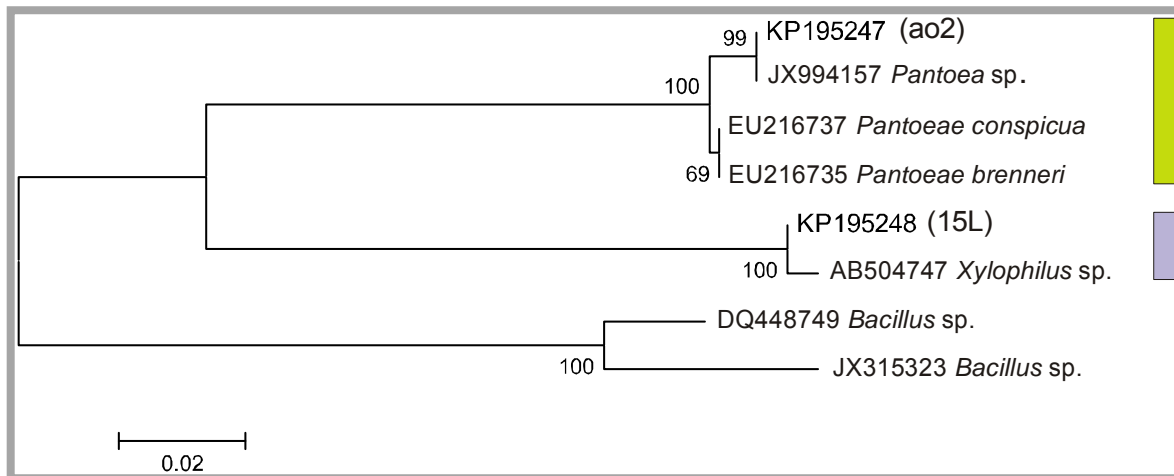 99 KP195247 (ao2)
JX994157 Pantoea sp.
100
EU216737 Pantoeae conspicua
69 EU216735 Pantoeae brenneri
KP195248 (15L)
100 AB504747 Xylophilus sp.
DQ448749 Bacillus sp.
100 JX315323 Bacillus sp.
0.02